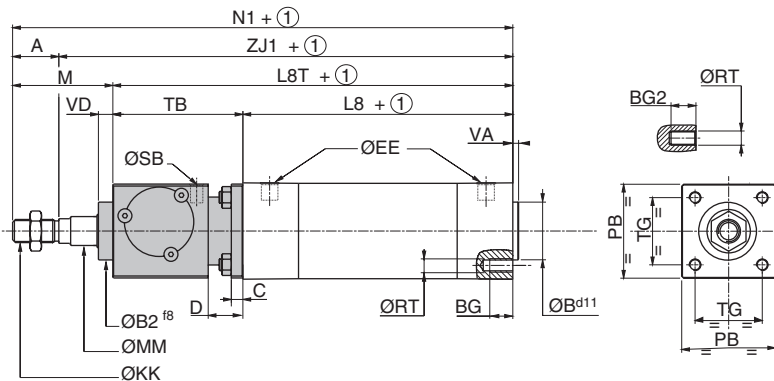 N1 + ①
A ZJ1 + ①
M L8T + ①
VD TB L8 + ①
VA
ØSB ØEE
BG2 ØRT
PB TG
D C
ØRT BG ØB d11
ØB2 f8
ØMM
ØKK
TG
PB